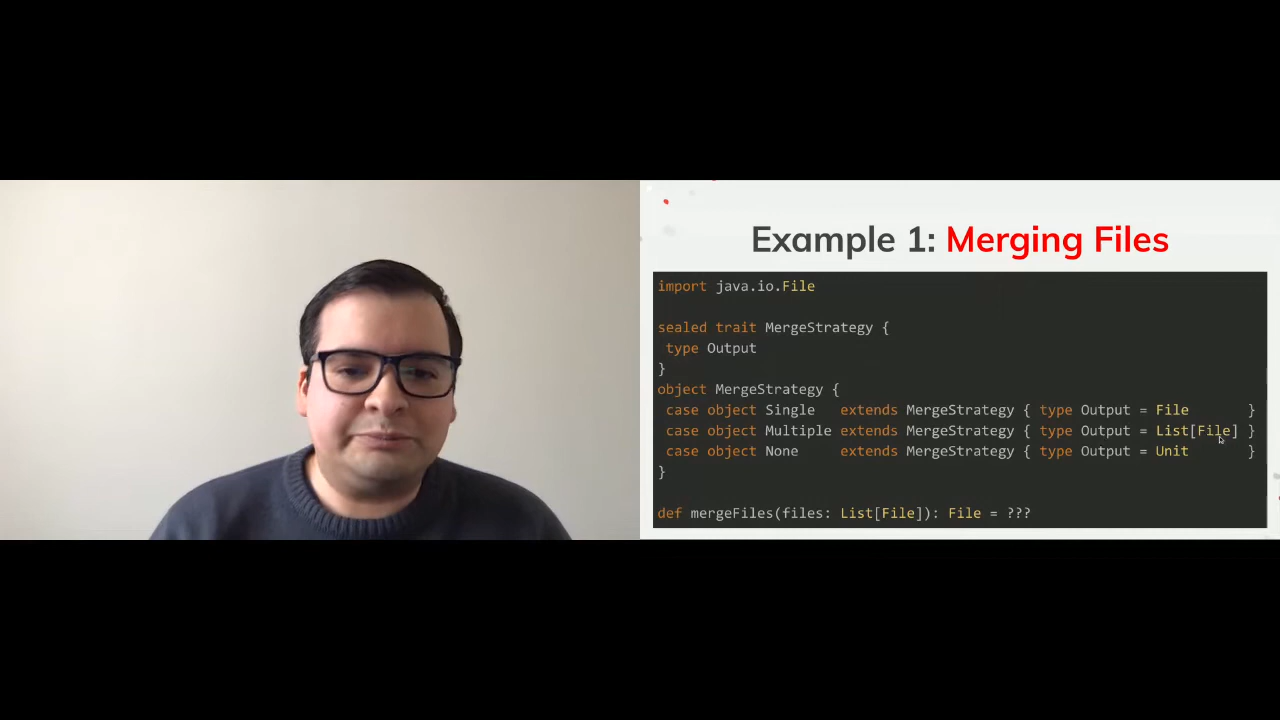 Example 1: Merging Files
import java.io.File
sealed trait MergeStrategy {
type Output
}
object MergeStrategy {
case object Single extends MergeStrategy { type Output = File }
case object Multiple extends MergeStrategy { type Output = List[File] }
case object None extends MergeStrategy { type Output = Unit }
}
def mergeFiles(files: List[File]): File = ???